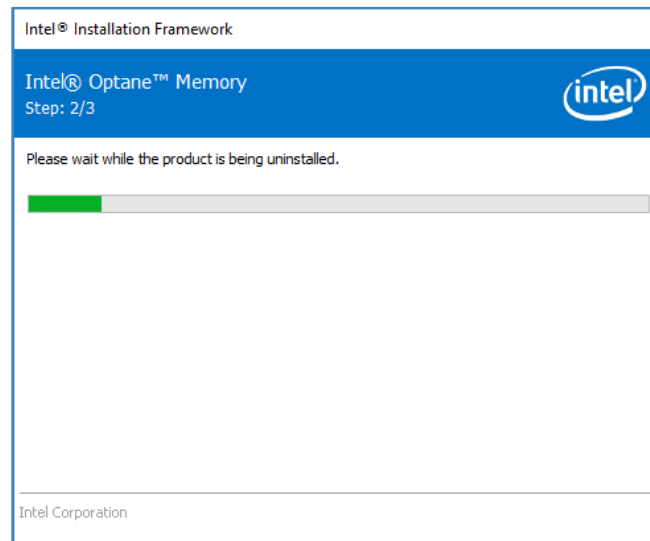 Intel® Installation Framework
Intel® Optane™ Memory
Step: 2/3
intel
Please wait while the product is being uninstalled.
Intel Corporation